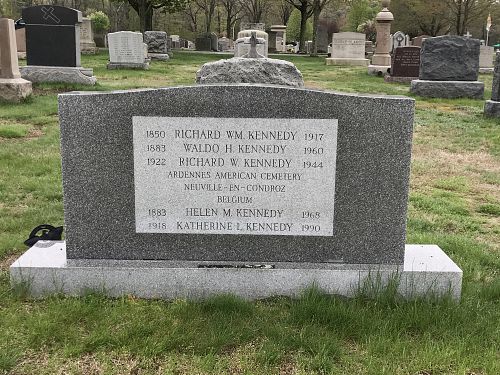 1850 RICHARD WM. KENNEDY 1917
1883 WALDO H. KENNEDY 1960
1922 RICHARD W. KENNEDY 1944
ARDENNES AMERICAN CEMETERY
NEUVILLE-EN-CONDROZ
BELGIUM
1883 HELEN M. KENNEDY 1968
1918 KATHERINE L. KENNEDY 1990